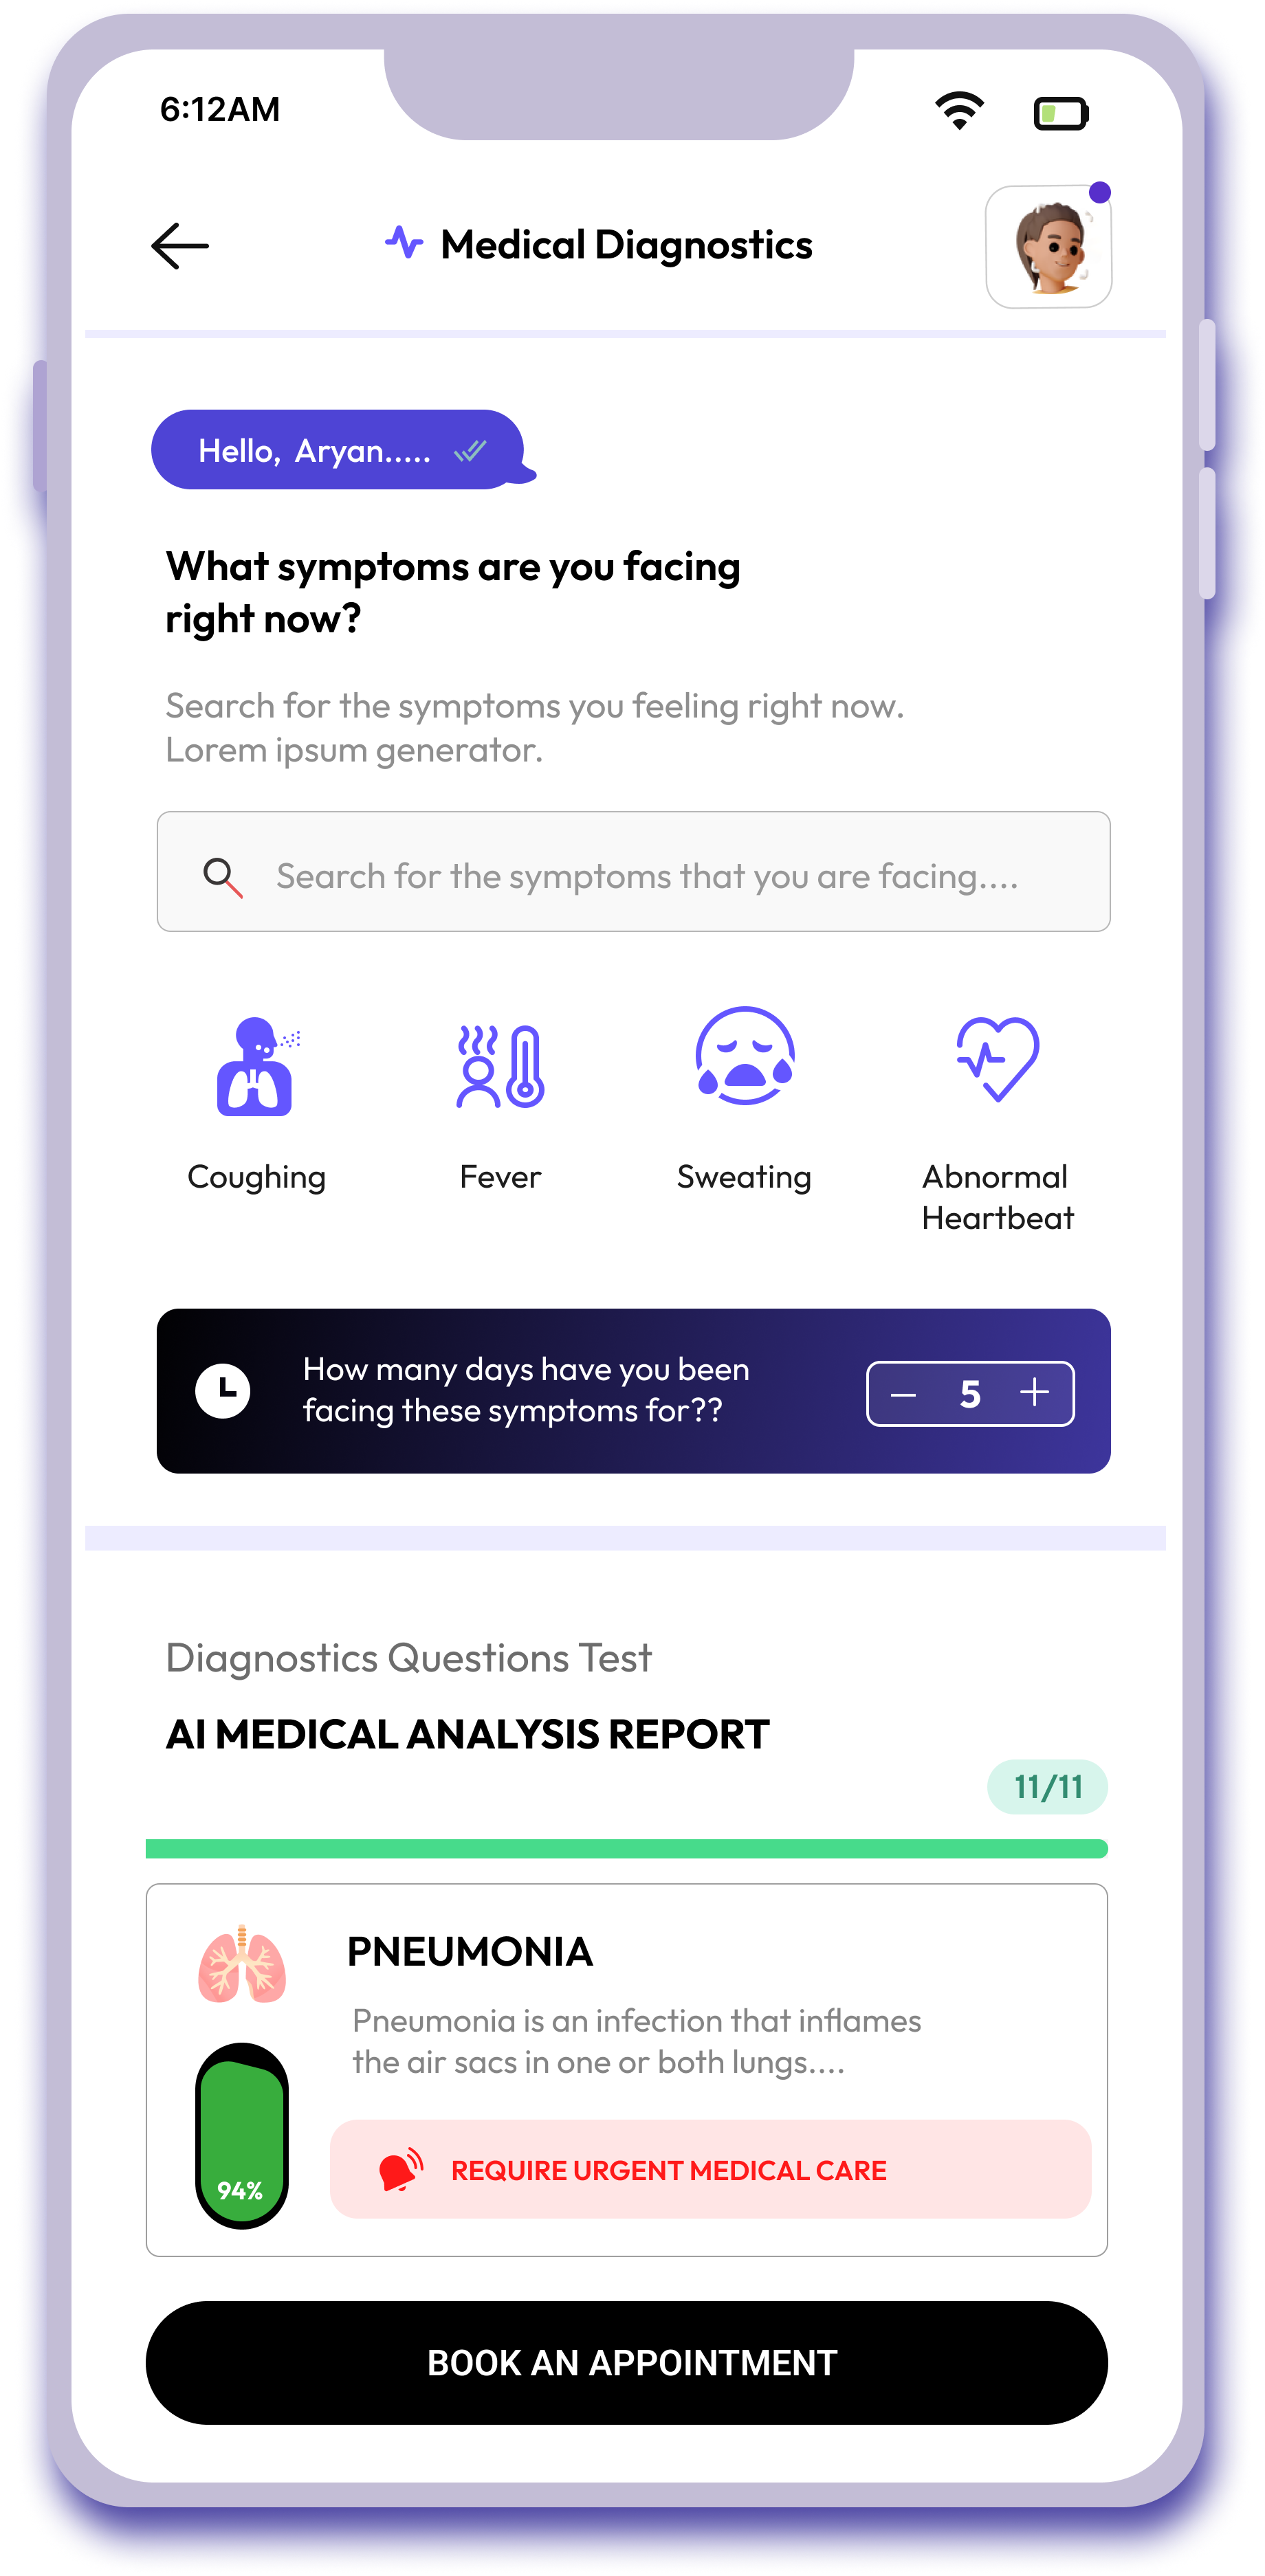 6:12AM
Medical Diagnostics
Hello, Aryan.....
What symptoms are you facing
right now?
Search for the symptoms you feeling right now.
Lorem ipsum generator.
Search for the symptoms that you are facing....
Coughing
Fever
Sweating
Abnormal
Heartbeat
How many days have you been
facing these symptoms for??
– 5 +
Diagnostics Questions Test
AI MEDICAL ANALYSIS REPORT
11/11
PNEUMONIA
Pneumonia is an infection that inflames
the air sacs in one or both lungs....
94%
REQUIRE URGENT MEDICAL CARE
BOOK AN APPOINTMENT